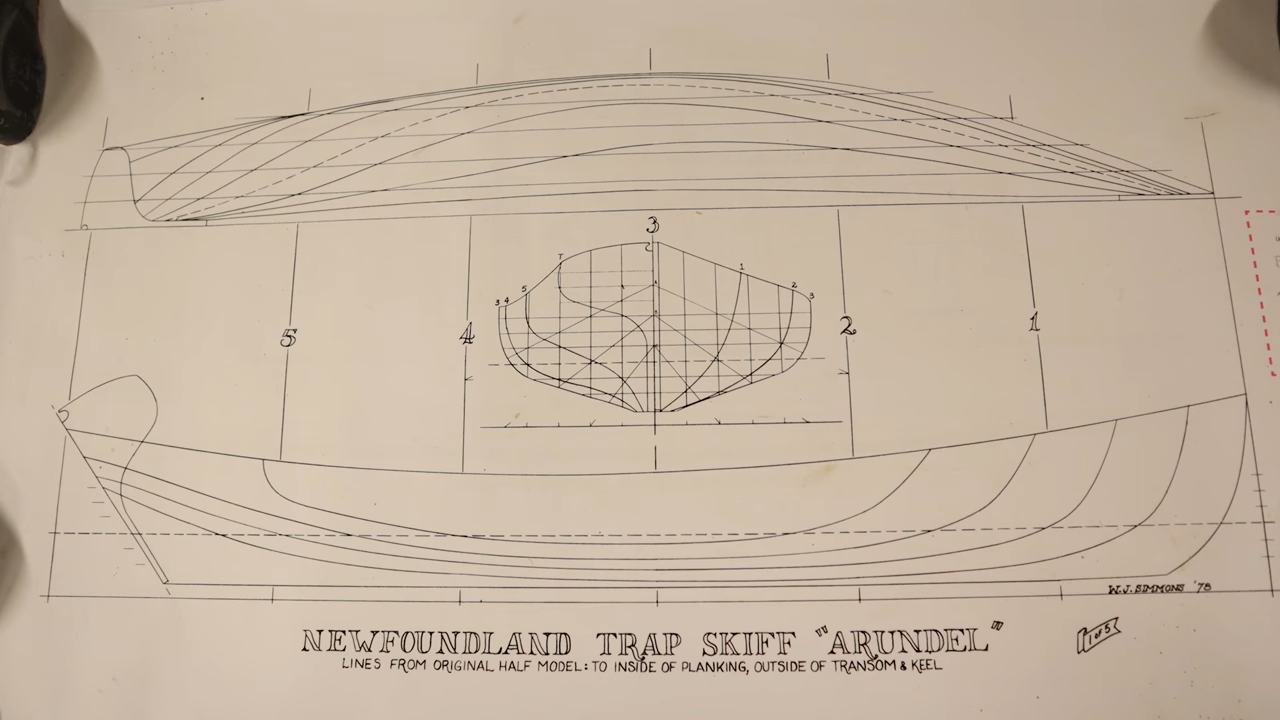 3
T
5
3 4
1
2
3
5
4
2
1
W.J. SIMMONS '78
NEWFOUNDLAND TRAP SKIFF "ARUNDEL"
1 of 5
LINES FROM ORIGINAL HALF MODEL: TO INSIDE OF PLANKING, OUTSIDE OF TRANSOM & KEEL